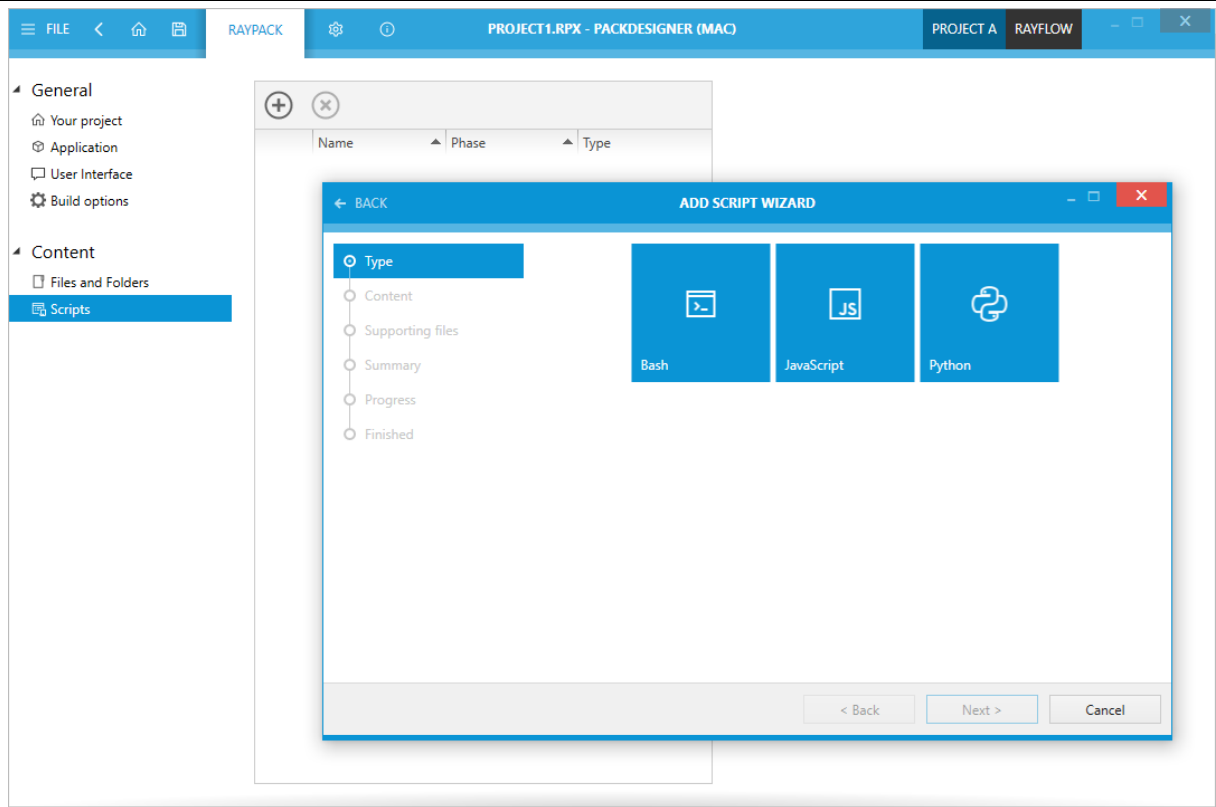 FILE RAYPACK PROJECT1.RPX - PACKDESIGNER (MAC) PROJECT A RAYFLOW
General
Your project
Application
User Interface
Build options
Content
Files and Folders
Scripts
Name Phase Type
BACK ADD SCRIPT WIZARD
Type
Content
Supporting files
Summary
Progress
Finished
>_ JS
Bash JavaScript Python
< Back Next > Cancel